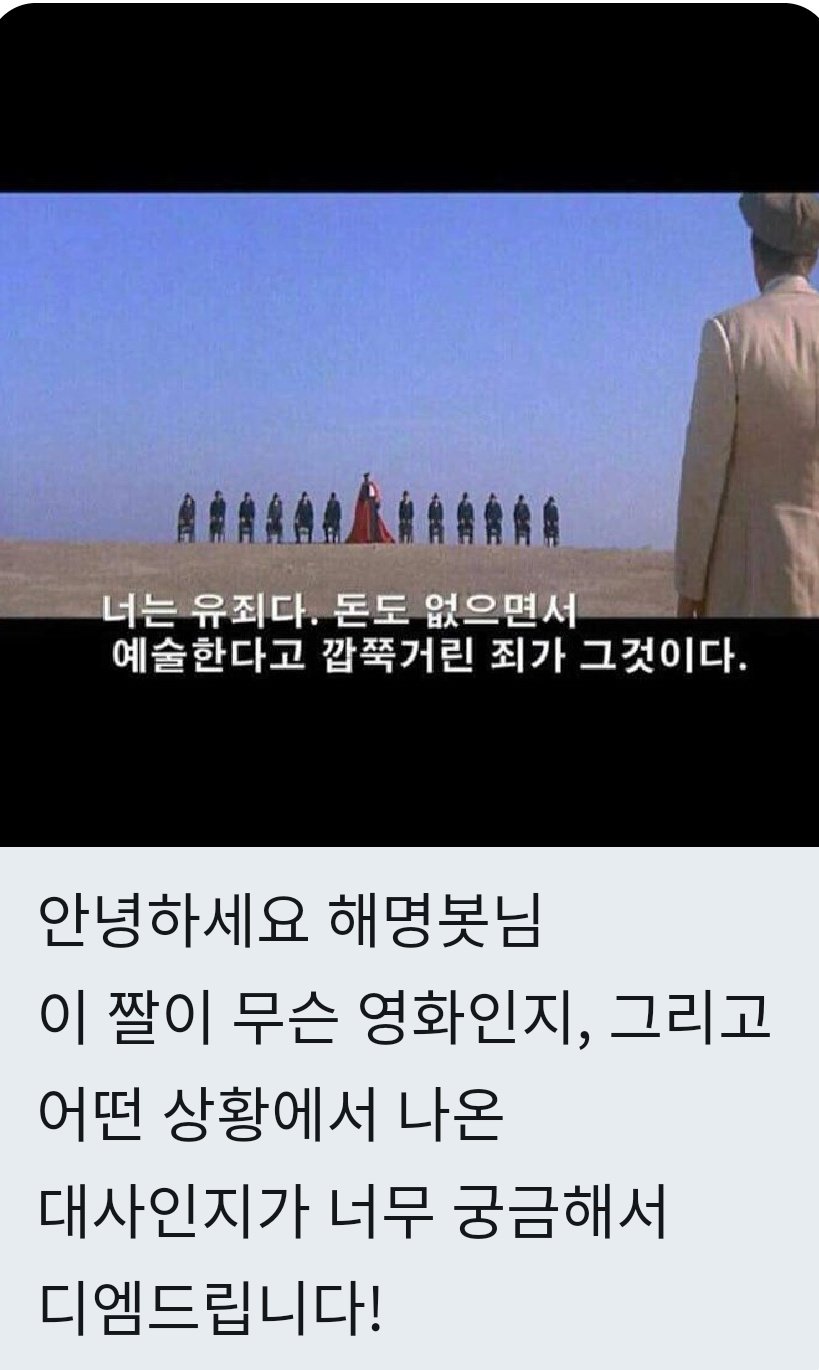 너는 유죄다. 돈도 없으면서
예술한다고 깝쭉거린 죄가 그것이다.
안녕하세요 해명봇님
이 짤이 무슨 영화인지, 그리고
어떤 상황에서 나온
대사인지가 너무 궁금해서
디엠드립니다!